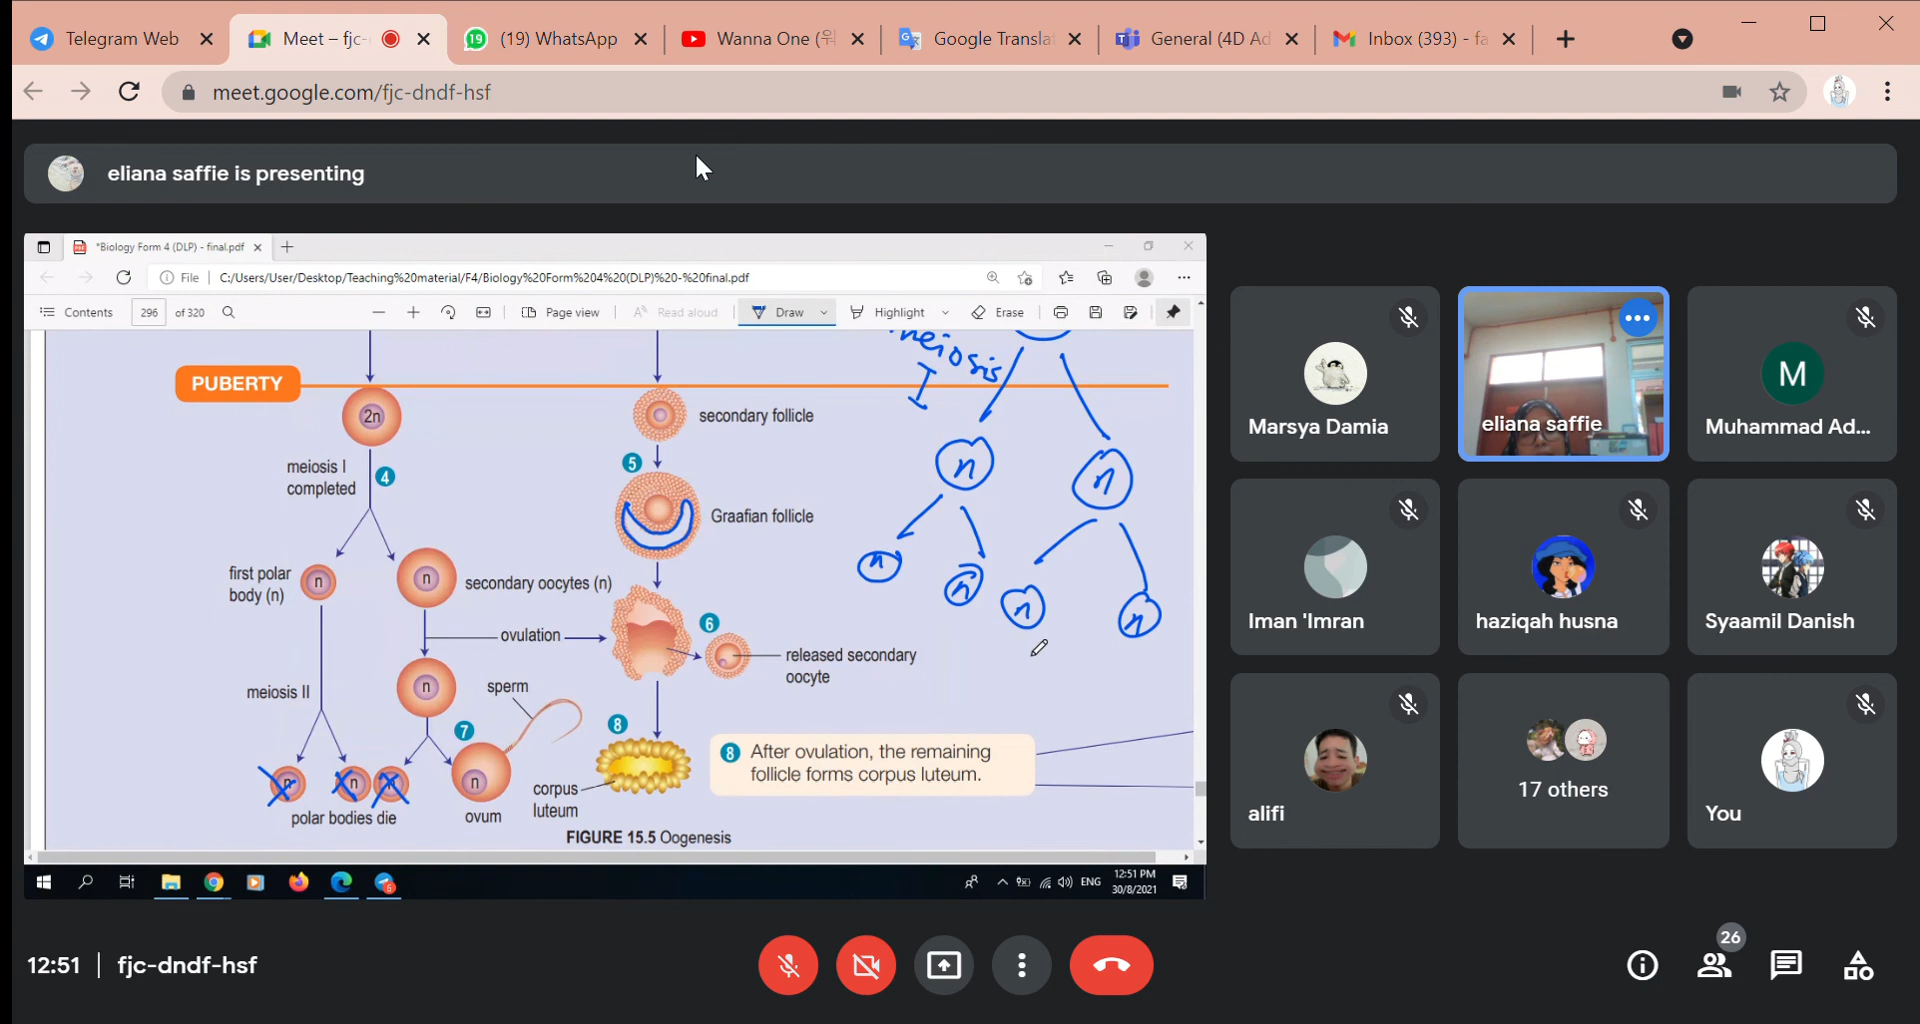 Telegram Web
Meet – fjc-
(19) WhatsApp
Wanna One (워
Google Translat
General (4D Ad
Inbox (393) - fa
meet.google.com/fjc-dndf-hsf
eliana saffie is presenting
*Biology Form 4 (DLP) - final.pdf
File
C:/Users/User/Desktop/Teaching%20material/F4/Biology%20Form%204%20(DLP)%20-%20final.pdf
Contents
296
of 320
Page view
Read aloud
Draw
Highlight
Erase
meiosis
I
PUBERTY
2n
secondary follicle
meiosis I
completed
4
5
Graafian follicle
n
n
n
n
n
n
first polar
body (n)
n
n
secondary oocytes (n)
ovulation
6
released secondary
oocyte
n
meiosis II
sperm
7
8
8 After ovulation, the remaining
follicle forms corpus luteum.
n
n
n
n
polar bodies die
ovum
corpus
luteum
FIGURE 15.5 Oogenesis
ENG
12:51 PM
30/8/2021
Marsya Damia
eliana saffie
M
Muhammad Ad...
Iman 'Imran
haziqah husna
Syaamil Danish
alifi
17 others
You
12:51
fjc-dndf-hsf
26